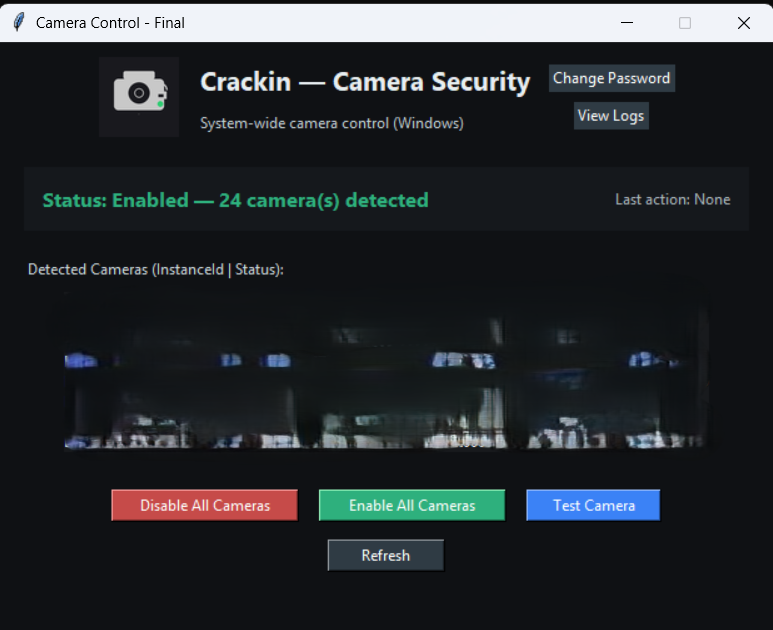 Camera Control - Final
Crackin — Camera Security
Change Password
System-wide camera control (Windows)
View Logs
Status: Enabled — 24 camera(s) detected
Last action: None
Detected Cameras (InstanceId | Status):
Disable All Cameras
Enable All Cameras
Test Camera
Refresh